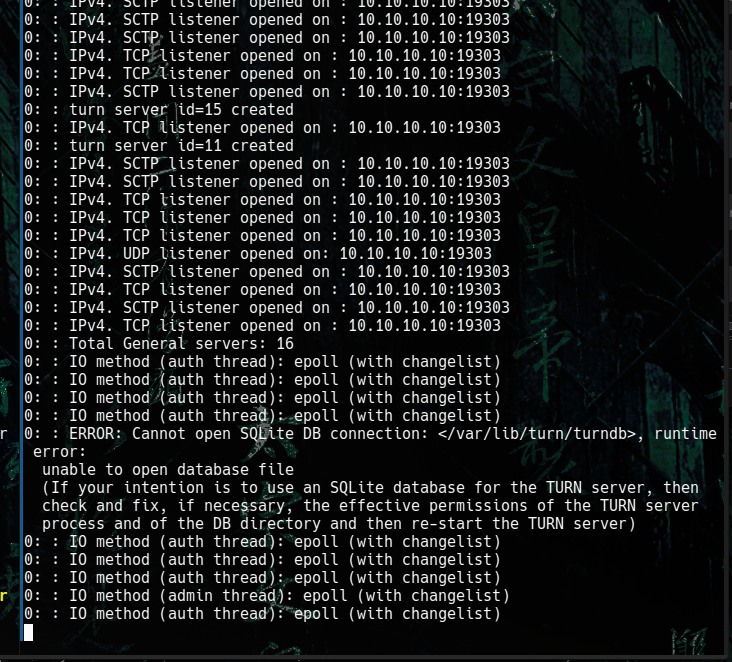 0: : IPv4. SCTP listener opened on : 10.10.10.10:19303
0: : IPv4. SCTP listener opened on : 10.10.10.10:19303
0: : IPv4. SCTP listener opened on : 10.10.10.10:19303
0: : IPv4. TCP listener opened on : 10.10.10.10:19303
0: : IPv4. TCP listener opened on : 10.10.10.10:19303
0: : IPv4. SCTP listener opened on : 10.10.10.10:19303
0: : turn server id=15 created
0: : IPv4. TCP listener opened on : 10.10.10.10:19303
0: : turn server id=11 created
0: : IPv4. SCTP listener opened on : 10.10.10.10:19303
0: : IPv4. SCTP listener opened on : 10.10.10.10:19303
0: : IPv4. TCP listener opened on : 10.10.10.10:19303
0: : IPv4. TCP listener opened on : 10.10.10.10:19303
0: : IPv4. TCP listener opened on : 10.10.10.10:19303
0: : IPv4. UDP listener opened on: 10.10.10.10:19303
0: : IPv4. SCTP listener opened on : 10.10.10.10:19303
0: : IPv4. TCP listener opened on : 10.10.10.10:19303
0: : IPv4. SCTP listener opened on : 10.10.10.10:19303
0: : IPv4. TCP listener opened on : 10.10.10.10:19303
0: : Total General servers: 16
0: : IO method (auth thread): epoll (with changelist)
0: : IO method (auth thread): epoll (with changelist)
0: : IO method (auth thread): epoll (with changelist)
0: : IO method (auth thread): epoll (with changelist)
r 0: : ERROR: Cannot open SQLite DB connection: </var/lib/turn/turndb>, runtime
error:
unable to open database file
(If your intention is to use an SQLite database for the TURN server, then
check and fix, if necessary, the effective permissions of the TURN server
process and of the DB directory and then re-start the TURN server)
0: : IO method (auth thread): epoll (with changelist)
0: : IO method (auth thread): epoll (with changelist)
0: : IO method (auth thread): epoll (with changelist)
r 0: : IO method (admin thread): epoll (with changelist)
0: : IO method (auth thread): epoll (with changelist)
文
皇
帝